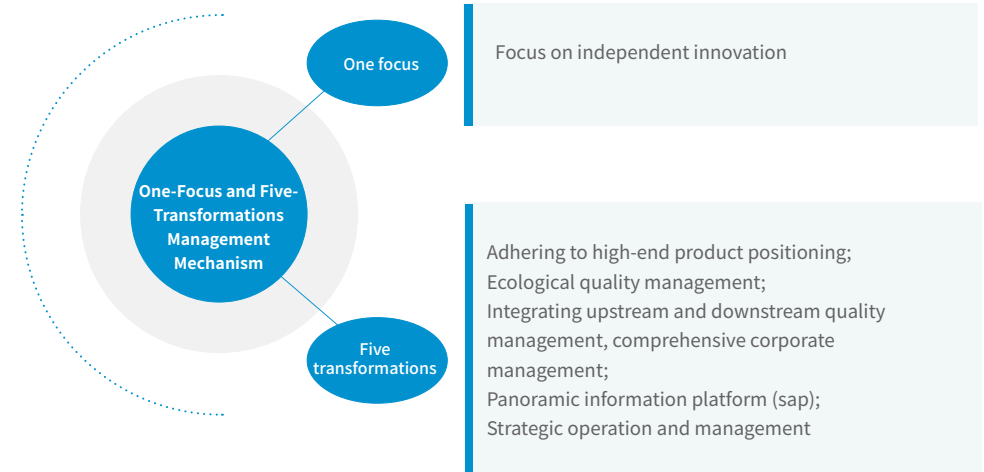 One focus
Focus on independent innovation
One-Focus and Five-
Transformations
Management
Mechanism
Five
transformations
Adhering to high-end product positioning;
Ecological quality management;
Integrating upstream and downstream quality
management, comprehensive corporate
management;
Panoramic information platform (sap);
Strategic operation and management